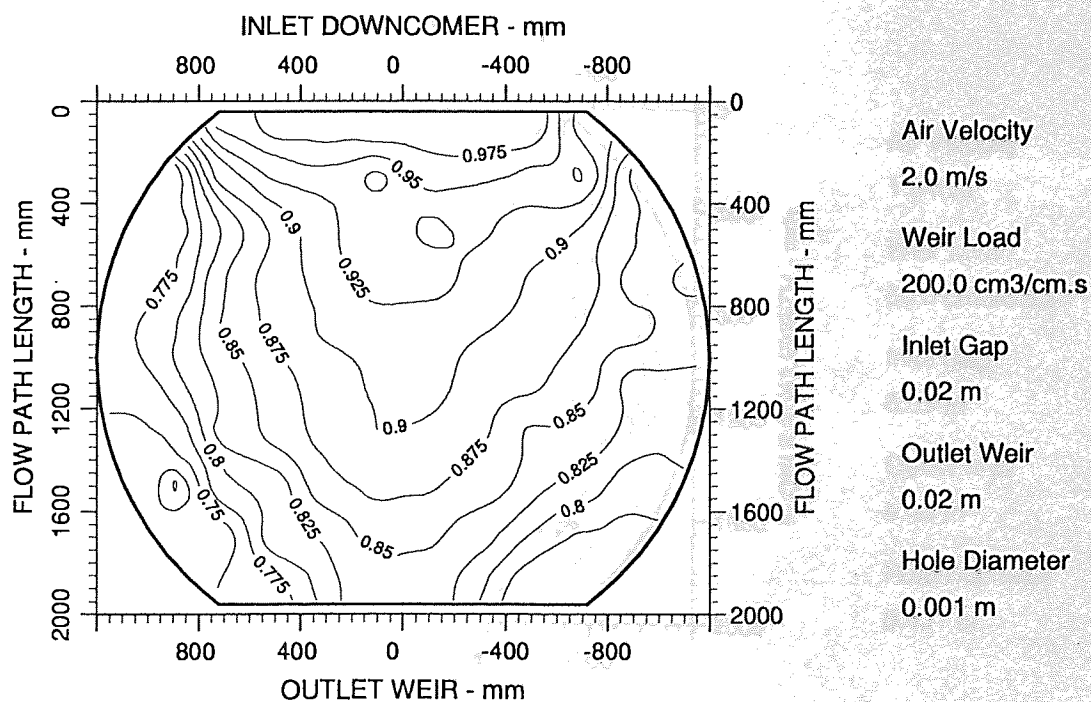 INLET DOWNCOMER - mm
800 400 0 -400 -800
0 0
400 400
800 800
1200 1200
1600 1600
2000 2000
FLOW PATH LENGTH - mm
FLOW PATH LENGTH - mm
0.975
0.95
0.9
0.9
0.925
0.775
0.85
0.875
0.9
0.85
0.875
0.8
0.825
0.75
0.825
0.8
0.85
0.775
800 400 0 -400 -800
OUTLET WEIR - mm
Air Velocity
2.0 m/s
Weir Load
200.0 cm3/cm.s
Inlet Gap
0.02 m
Outlet Weir
0.02 m
Hole Diameter
0.001 m